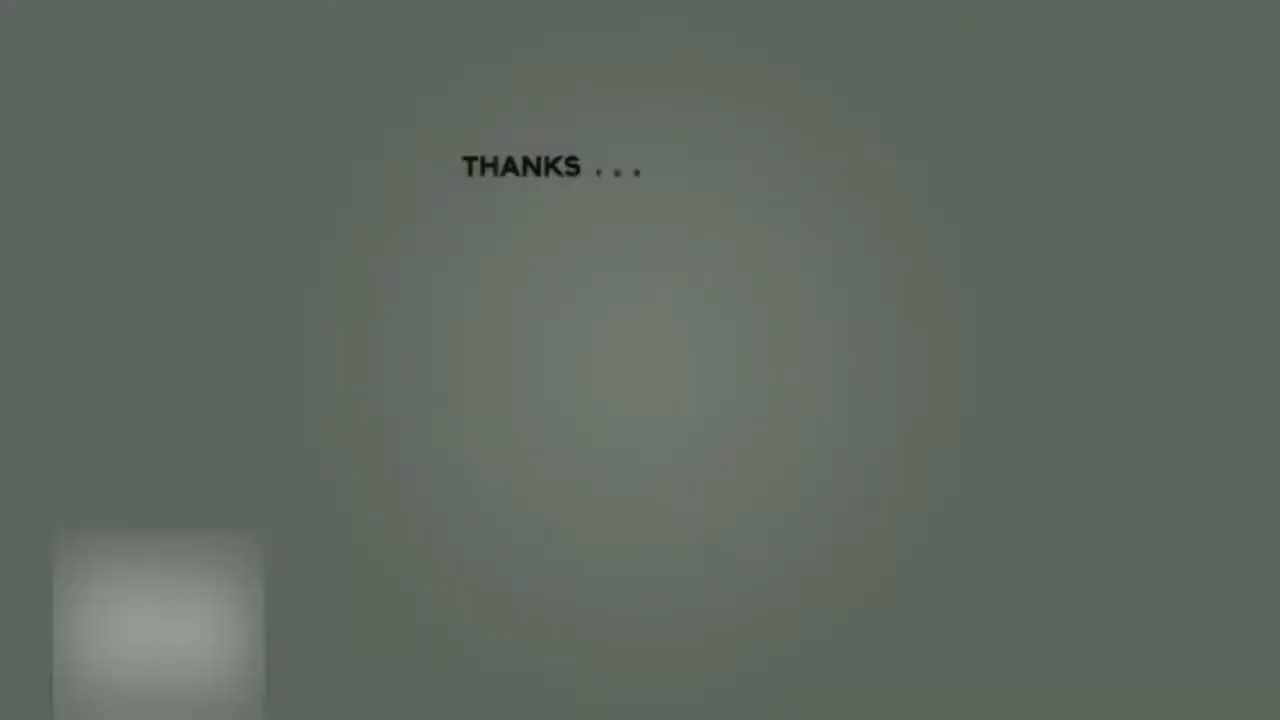 THANKS . . .